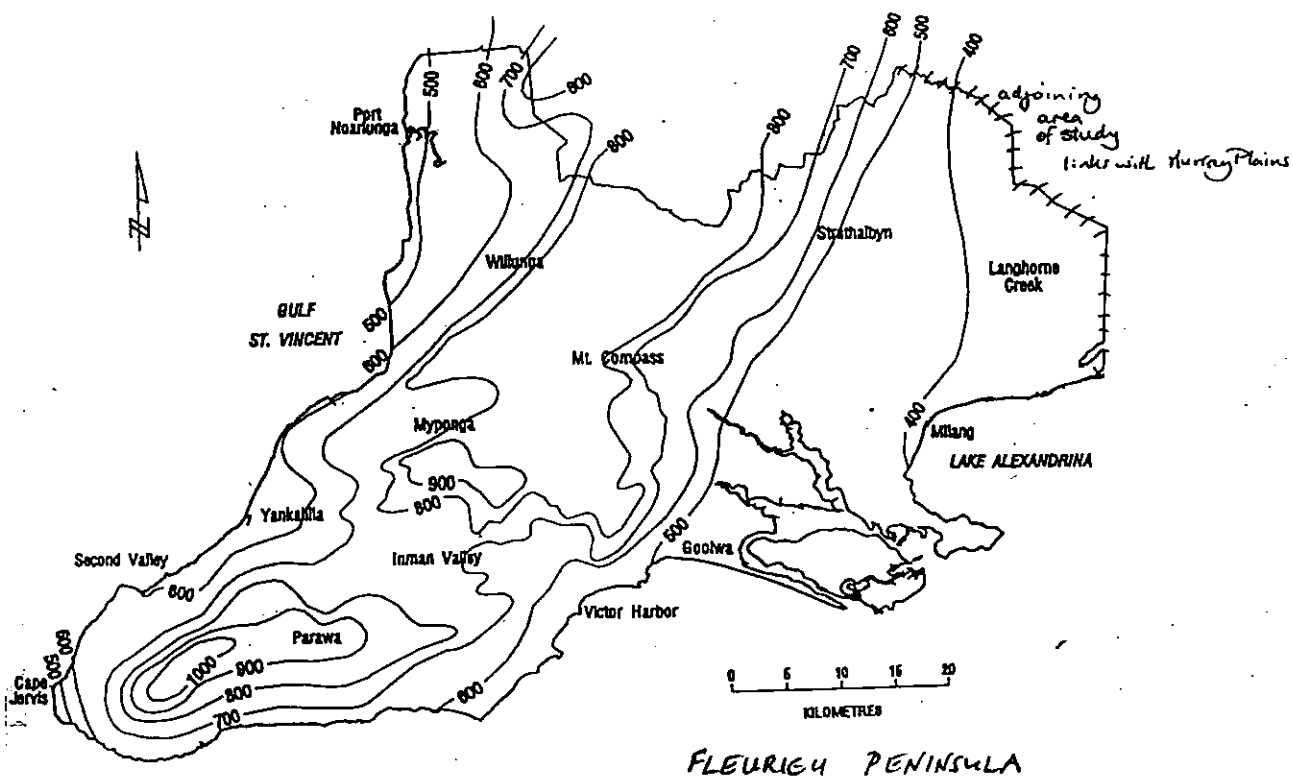 600
500
400
600
700
500
600
700
800
800
800
Port
Noarlunga
adjoining
area
of study
links with Murray Plains
N
Strathalbyn
Willunga
Langhorne
Creek
GULF
ST. VINCENT
500
600
Mt. Compass
400
Myponga
Milang
LAKE ALEXANDRINA
900
800
Yankalilla
500
Goolwa
Second Valley
Inman Valley
600
Victor Harbor
Parawa
600
500
1000
900
Cape
Jervis
800
600
700
0 5 10 15 20
KILOMETRES
FLEURIEU PENINSULA